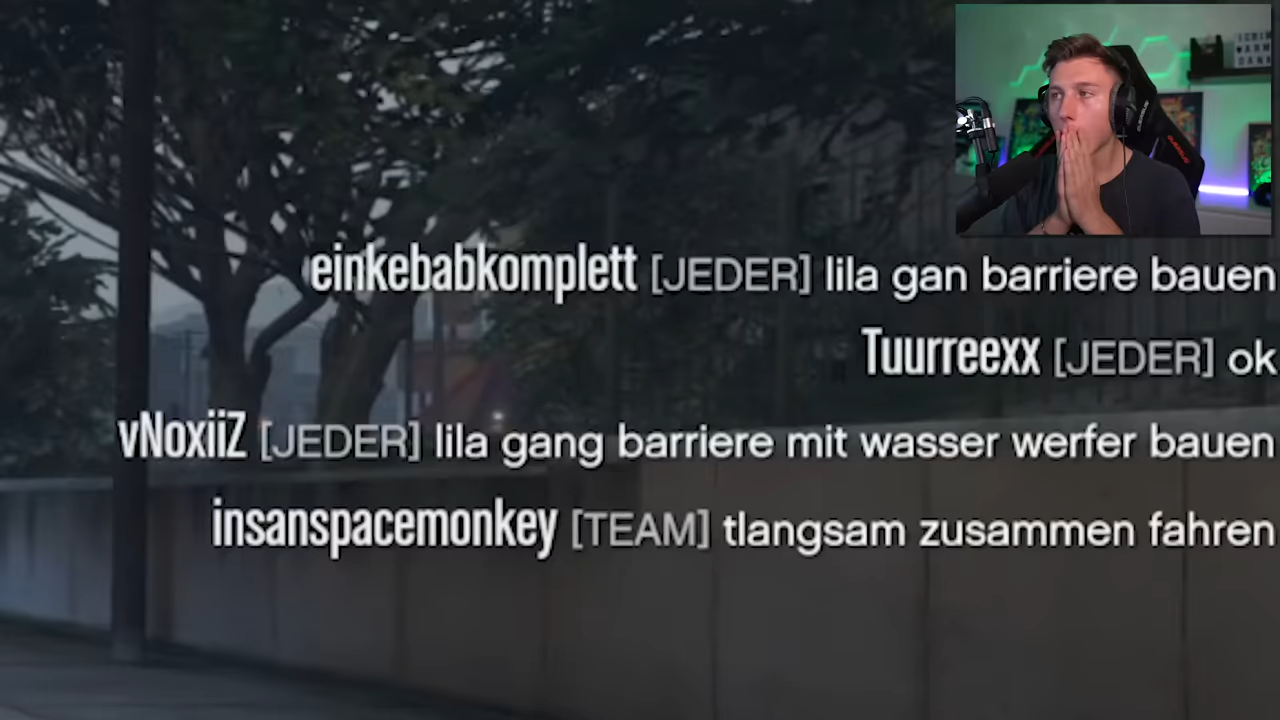 einkebabkomplett [JEDER] lila gan barriere bauen
Tuurreexx [JEDER] ok
vNoxiiZ [JEDER] lila gang barriere mit wasser werfer bauen
insanspacemonkey [TEAM] tlangsam zusammen fahren